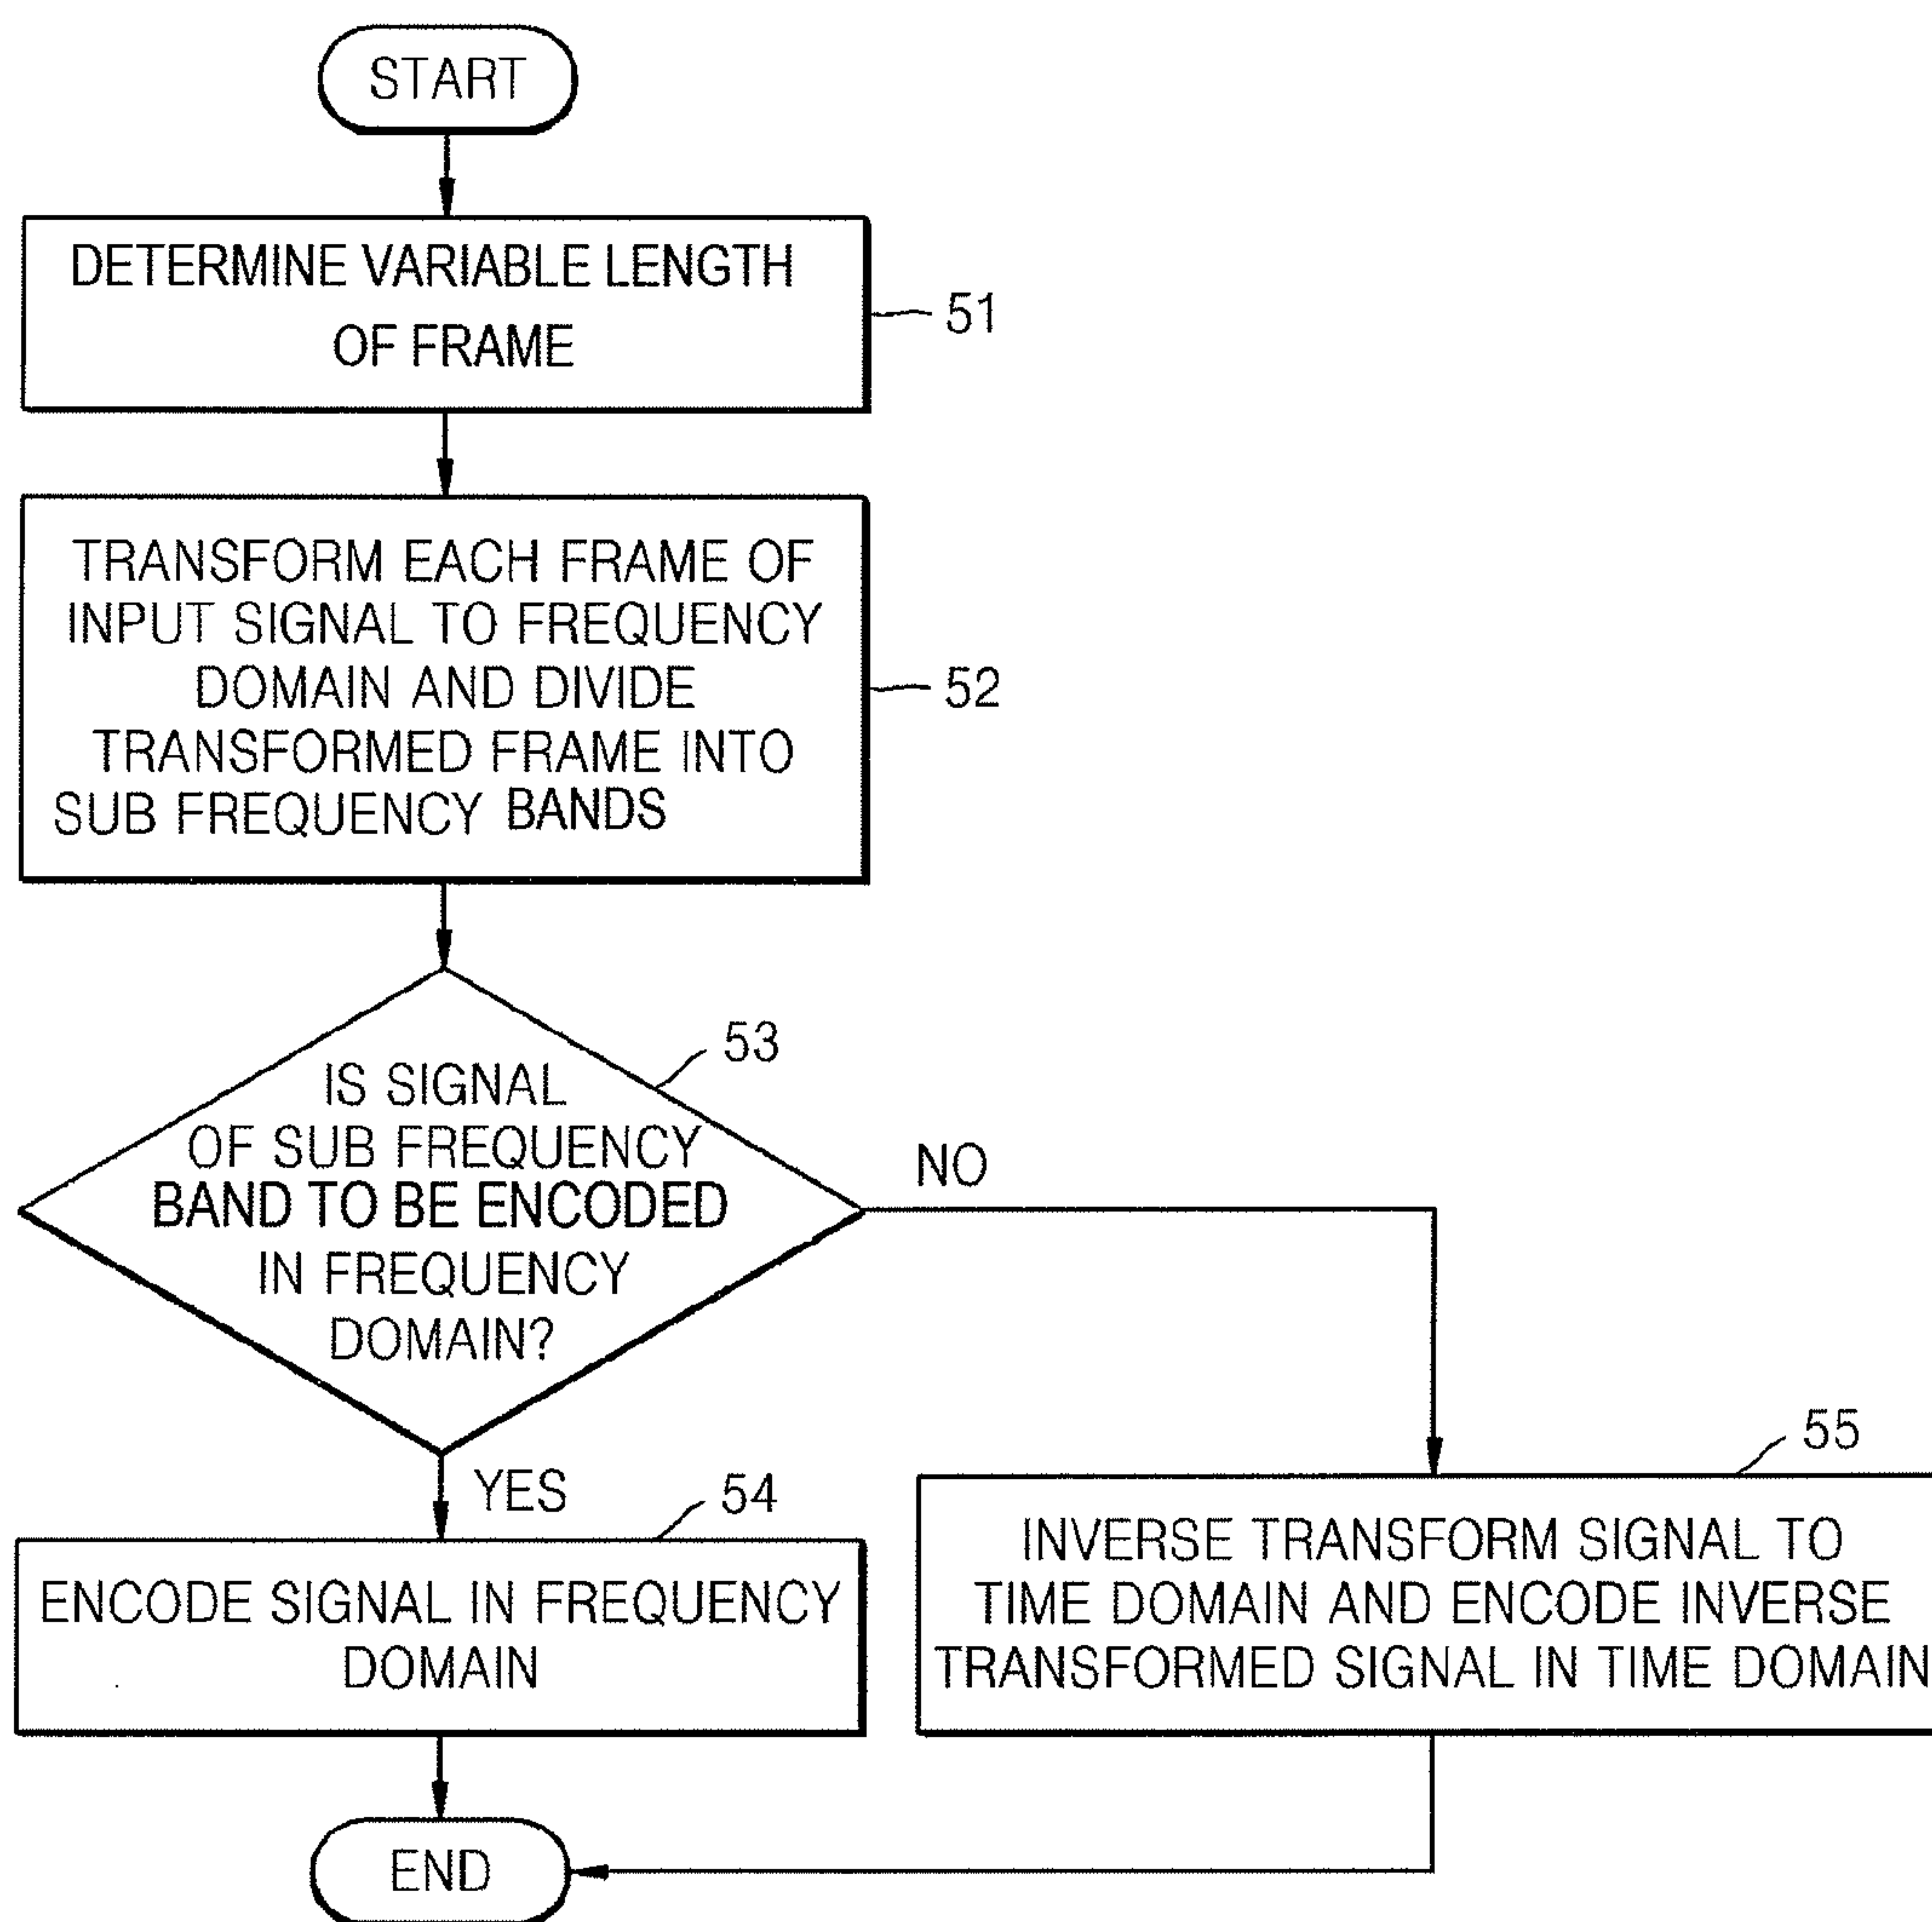 START
DETERMINE VARIABLE LENGTH
OF FRAME
51
TRANSFORM EACH FRAME OF
INPUT SIGNAL TO FREQUENCY
DOMAIN AND DIVIDE
TRANSFORMED FRAME INTO
SUB FREQUENCY BANDS
52
53
IS SIGNAL
OF SUB FREQUENCY
BAND TO BE ENCODED
IN FREQUENCY
DOMAIN?
NO
YES
54
ENCODE SIGNAL IN FREQUENCY
DOMAIN
55
INVERSE TRANSFORM SIGNAL TO
TIME DOMAIN AND ENCODE INVERSE
TRANSFORMED SIGNAL IN TIME DOMAIN
END